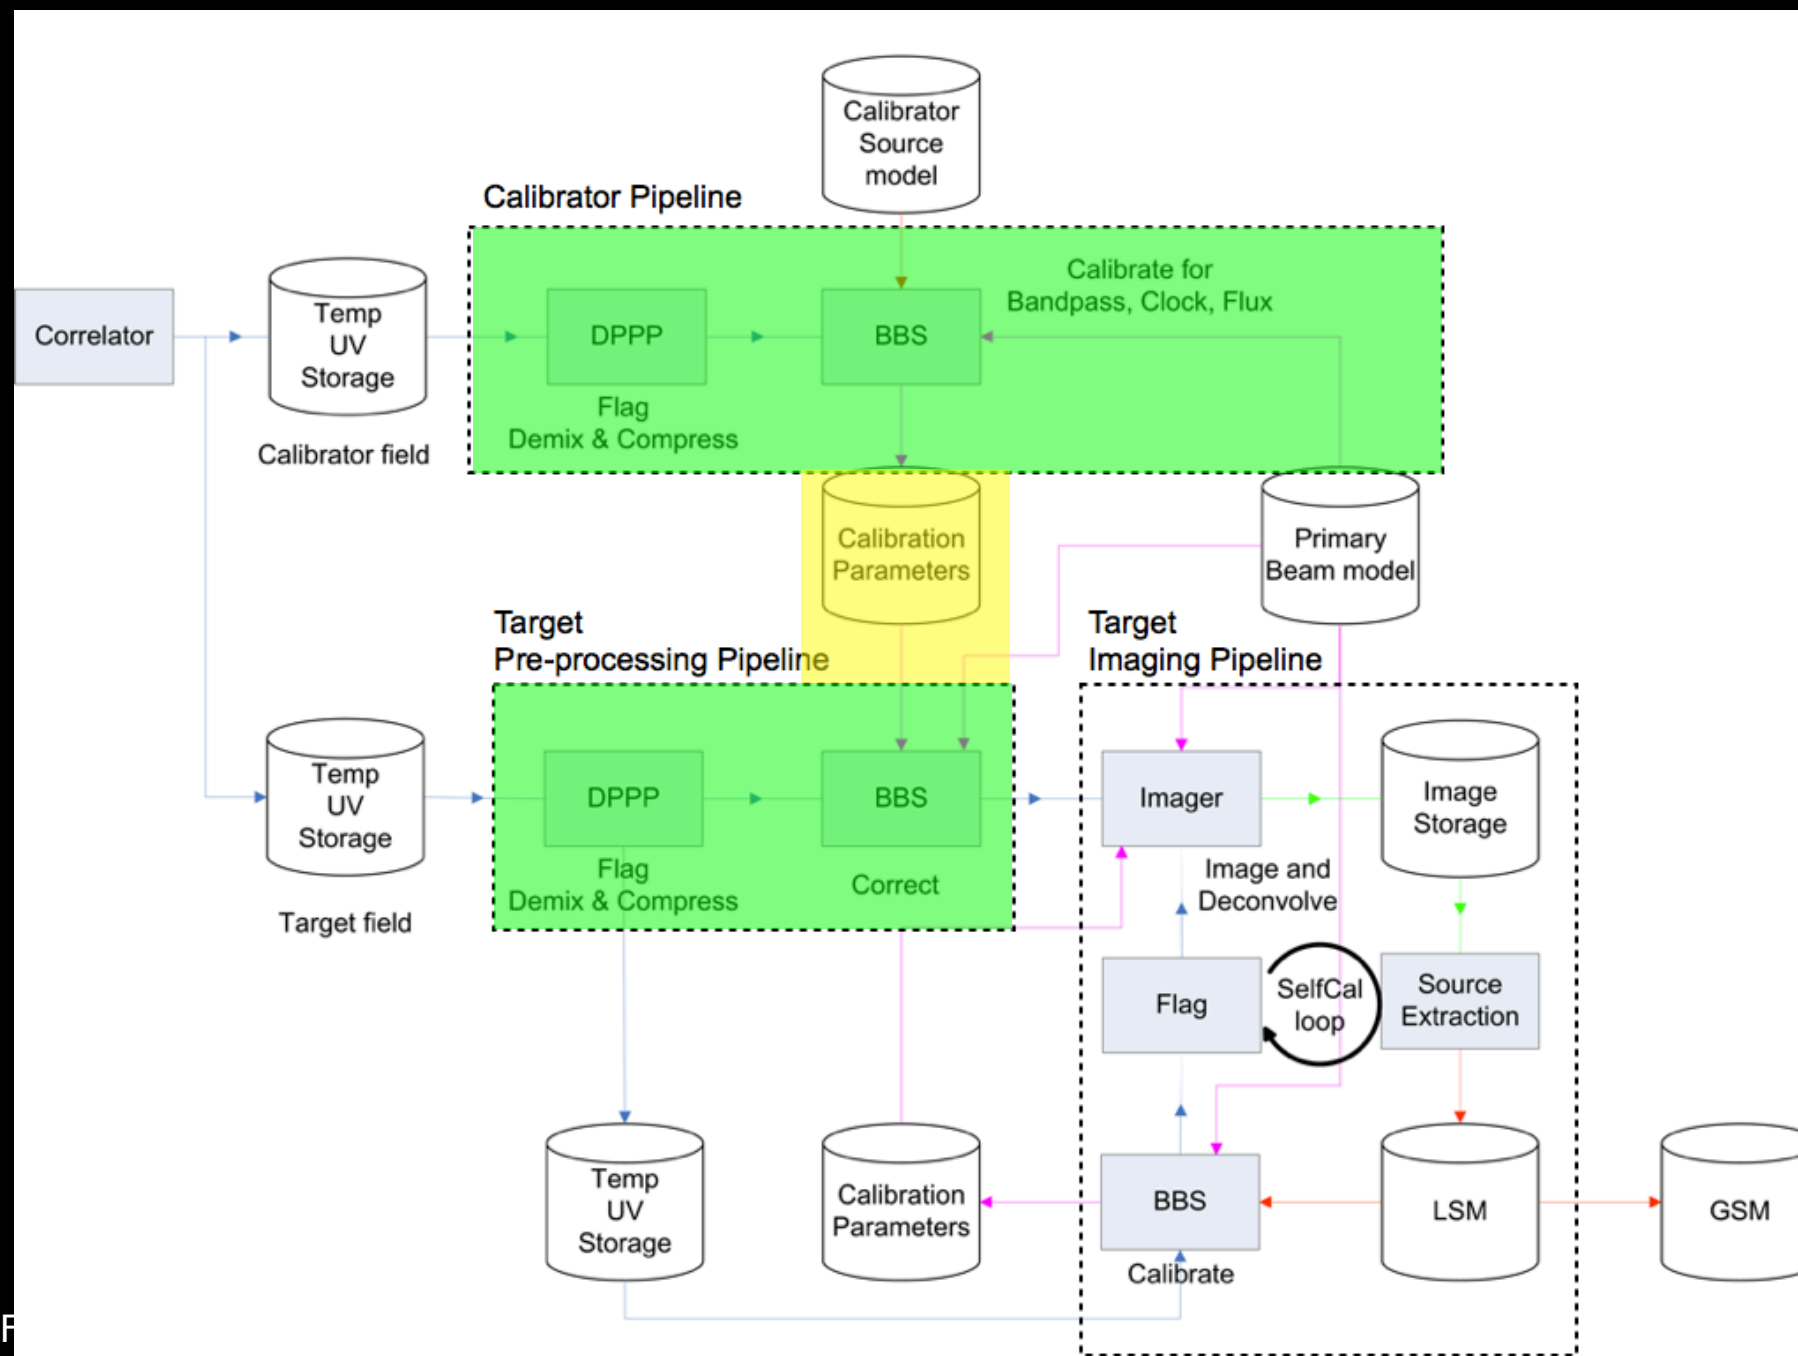 Calibrator
Source
model
Calibrator Pipeline
Calibrate for
Bandpass, Clock, Flux
Correlator
Temp
UV
Storage
DPPP
BBS
Flag
Demix & Compress
Calibrator field
Calibration
Parameters
Primary
Beam model
Target
Pre-processing Pipeline
Target
Imaging Pipeline
Temp
UV
Storage
DPPP
BBS
Imager
Image
Storage
Flag
Demix & Compress
Correct
Image and
Deconvolve
Target field
Flag
SelfCal
loop
Source
Extraction
Temp
UV
Storage
Calibration
Parameters
BBS
LSM
GSM
Calibrate